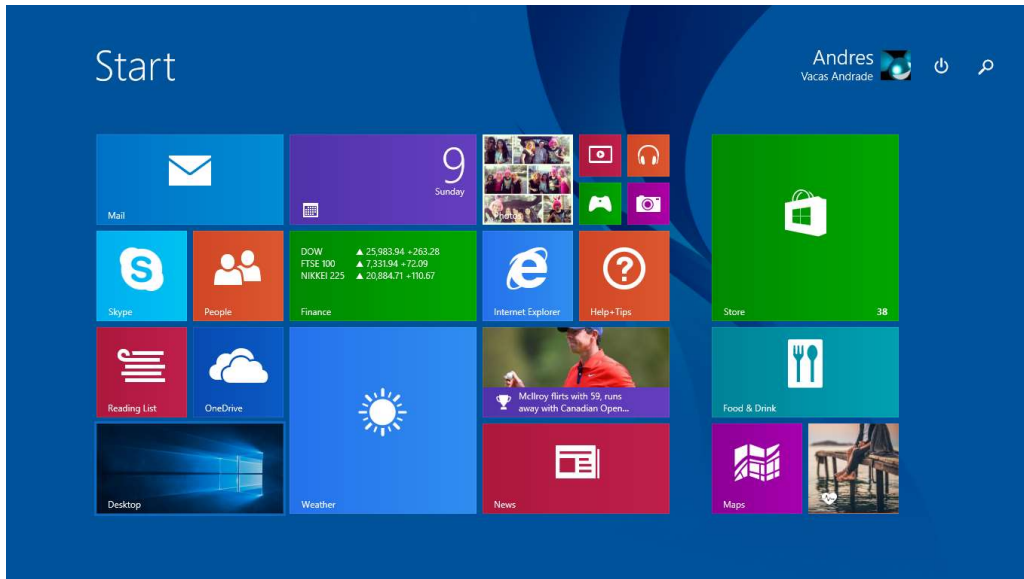 Start
Andres
Vacas Andrade
Mail
9
Sunday
Photos
Skype
People
DOW ▲ 25,983.94 +263.28
FTSE 100 ▲ 7,331.94 +72.09
NIKKEI 225 ▲ 20,884.71 +110.67
Finance
Internet Explorer
Help+Tips
Store
38
Reading List
OneDrive
McIlroy flirts with 59, runs
away with Canadian Open...
Food & Drink
Desktop
Weather
News
Maps